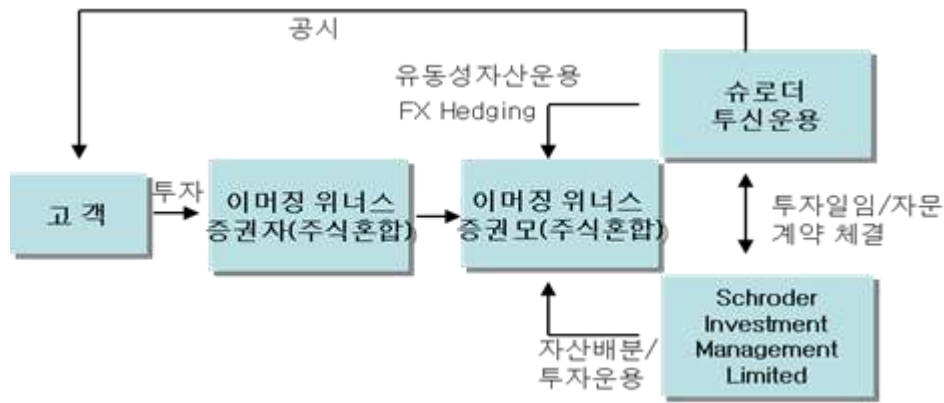 공시
유동성자산운용
FX Hedging
슈로더
투신운용
고 객
투자
이머징 위너스
증권자(주식혼합)
이머징 위너스
증권모(주식혼합)
투자일임/자문
계약 체결
자산배분/
투자운용
Schroder
Investment
Management
Limited